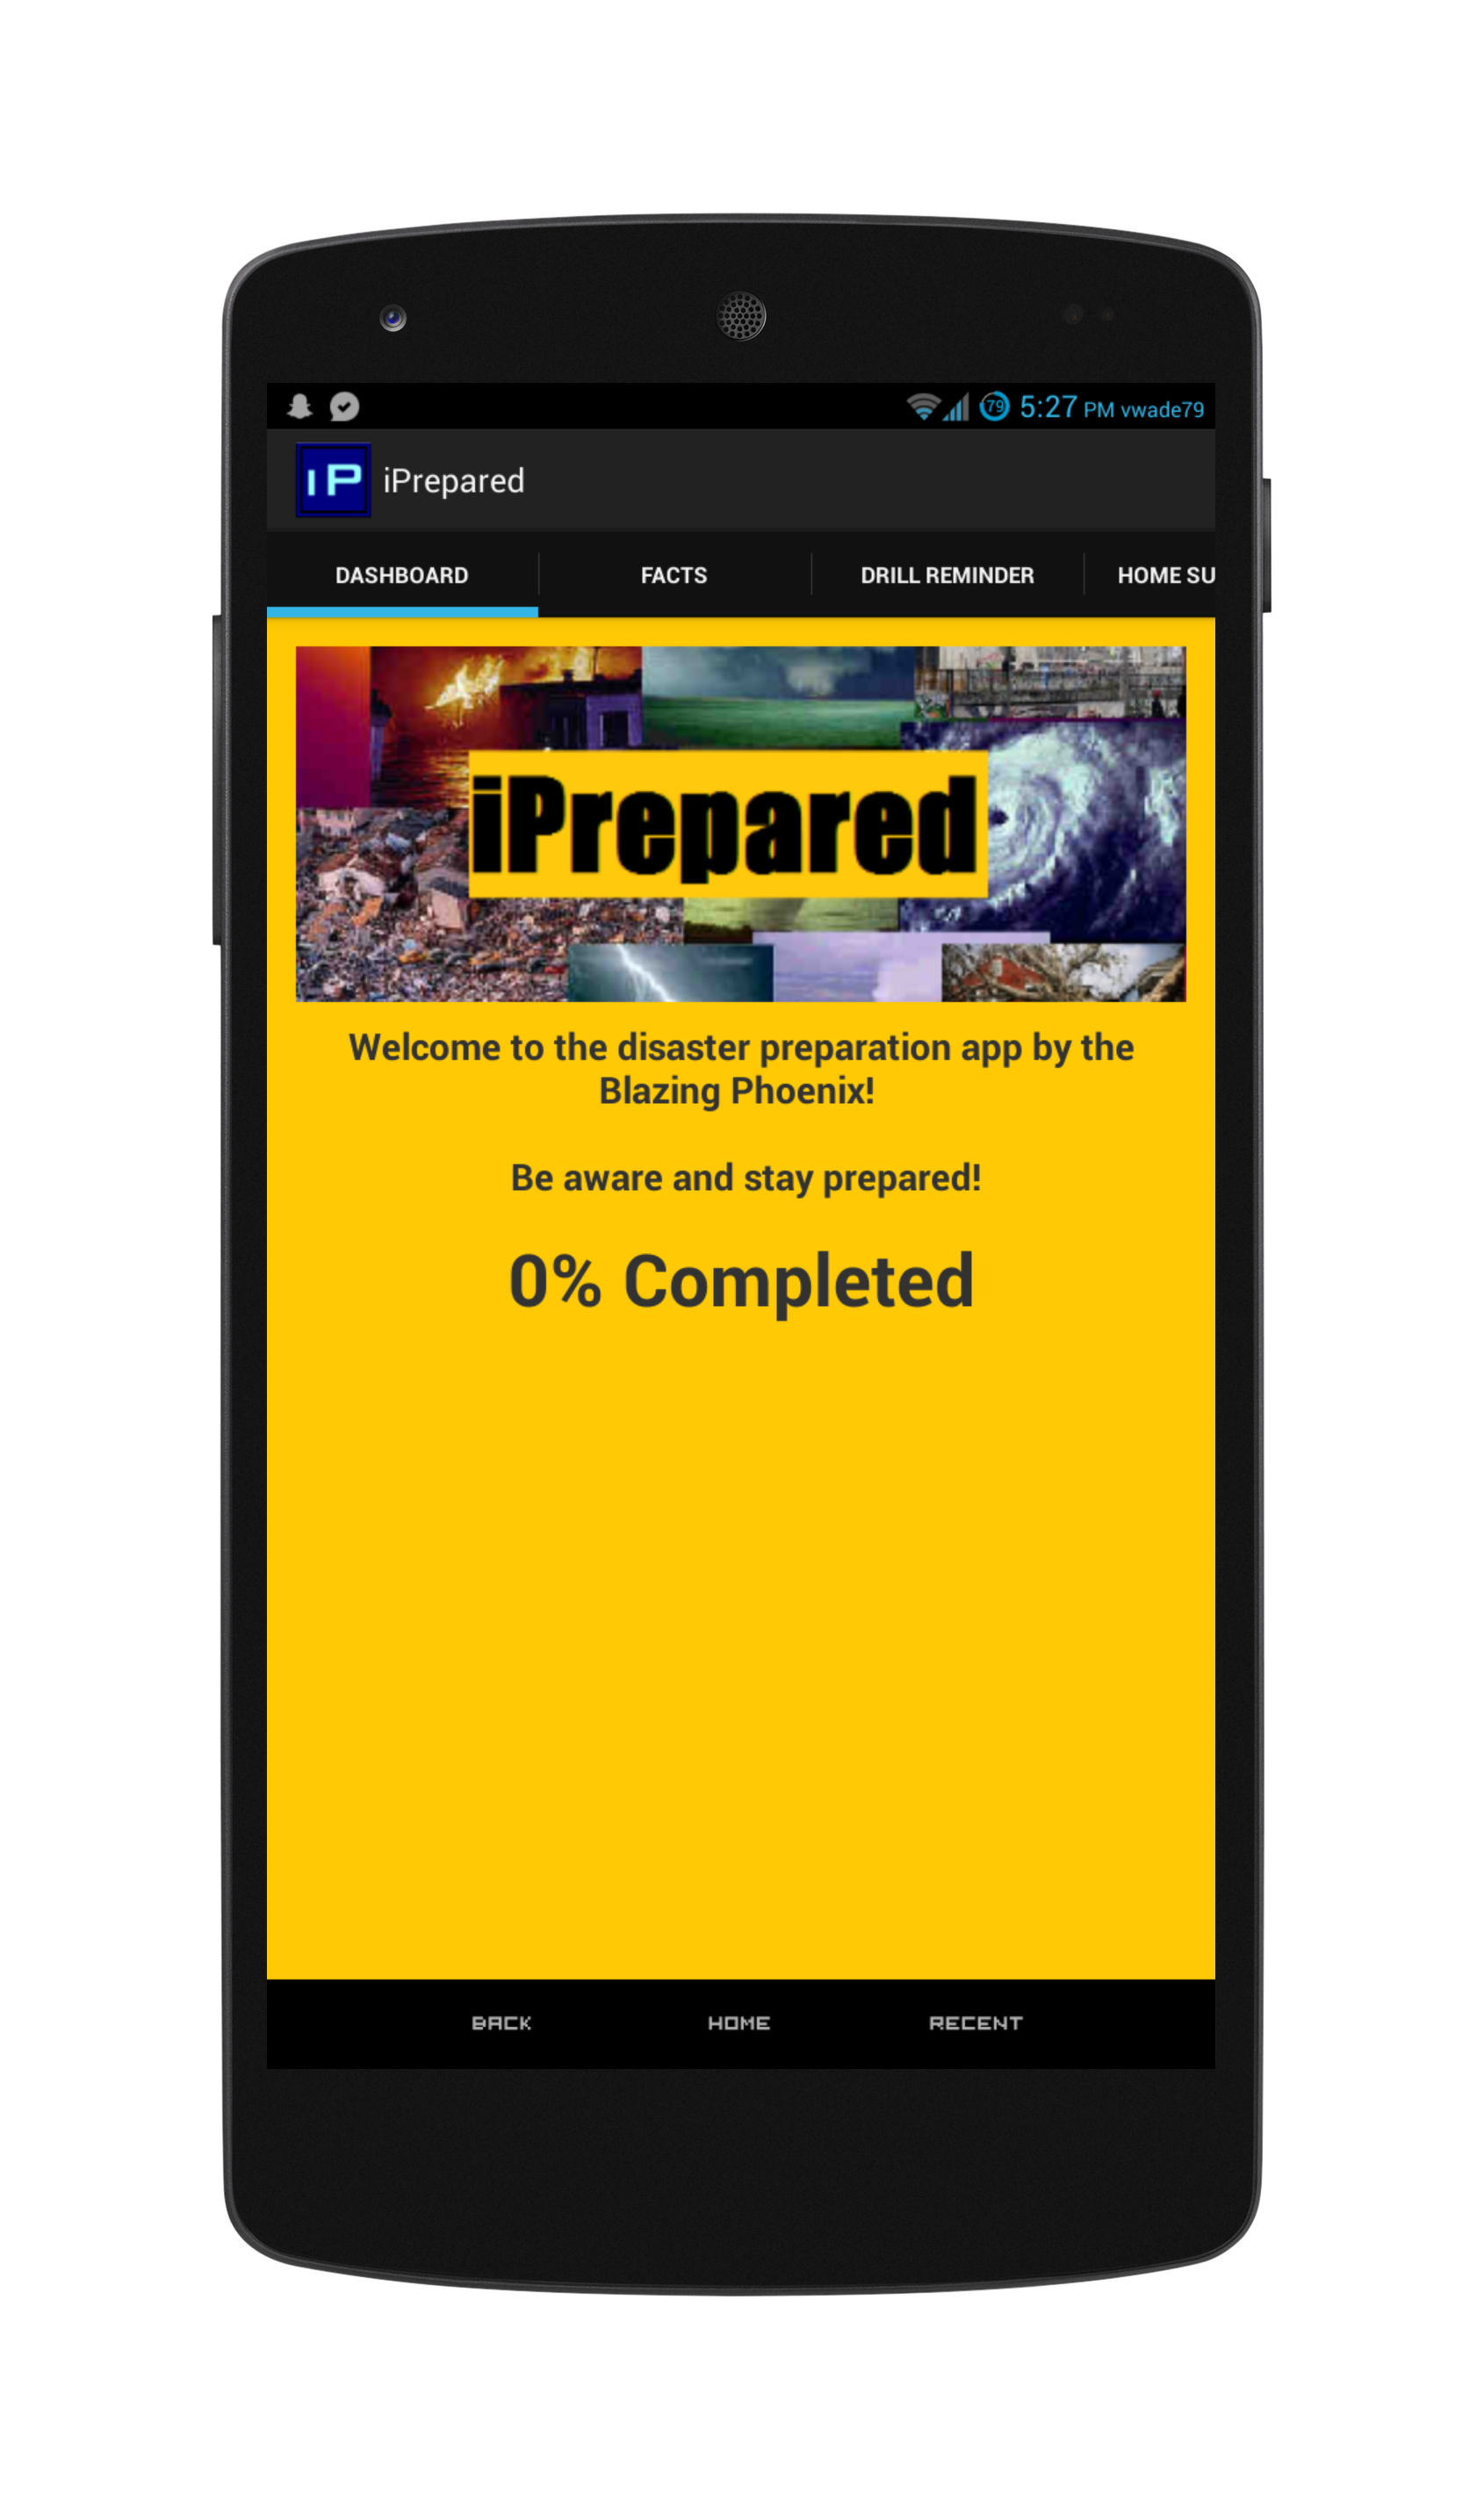 79 5:27 PM vwade79
iP iPrepared
DASHBOARD FACTS DRILL REMINDER HOME SU
iPrepared
Welcome to the disaster preparation app by the
Blazing Phoenix!
Be aware and stay prepared!
0% Completed
BACK HOME RECENT